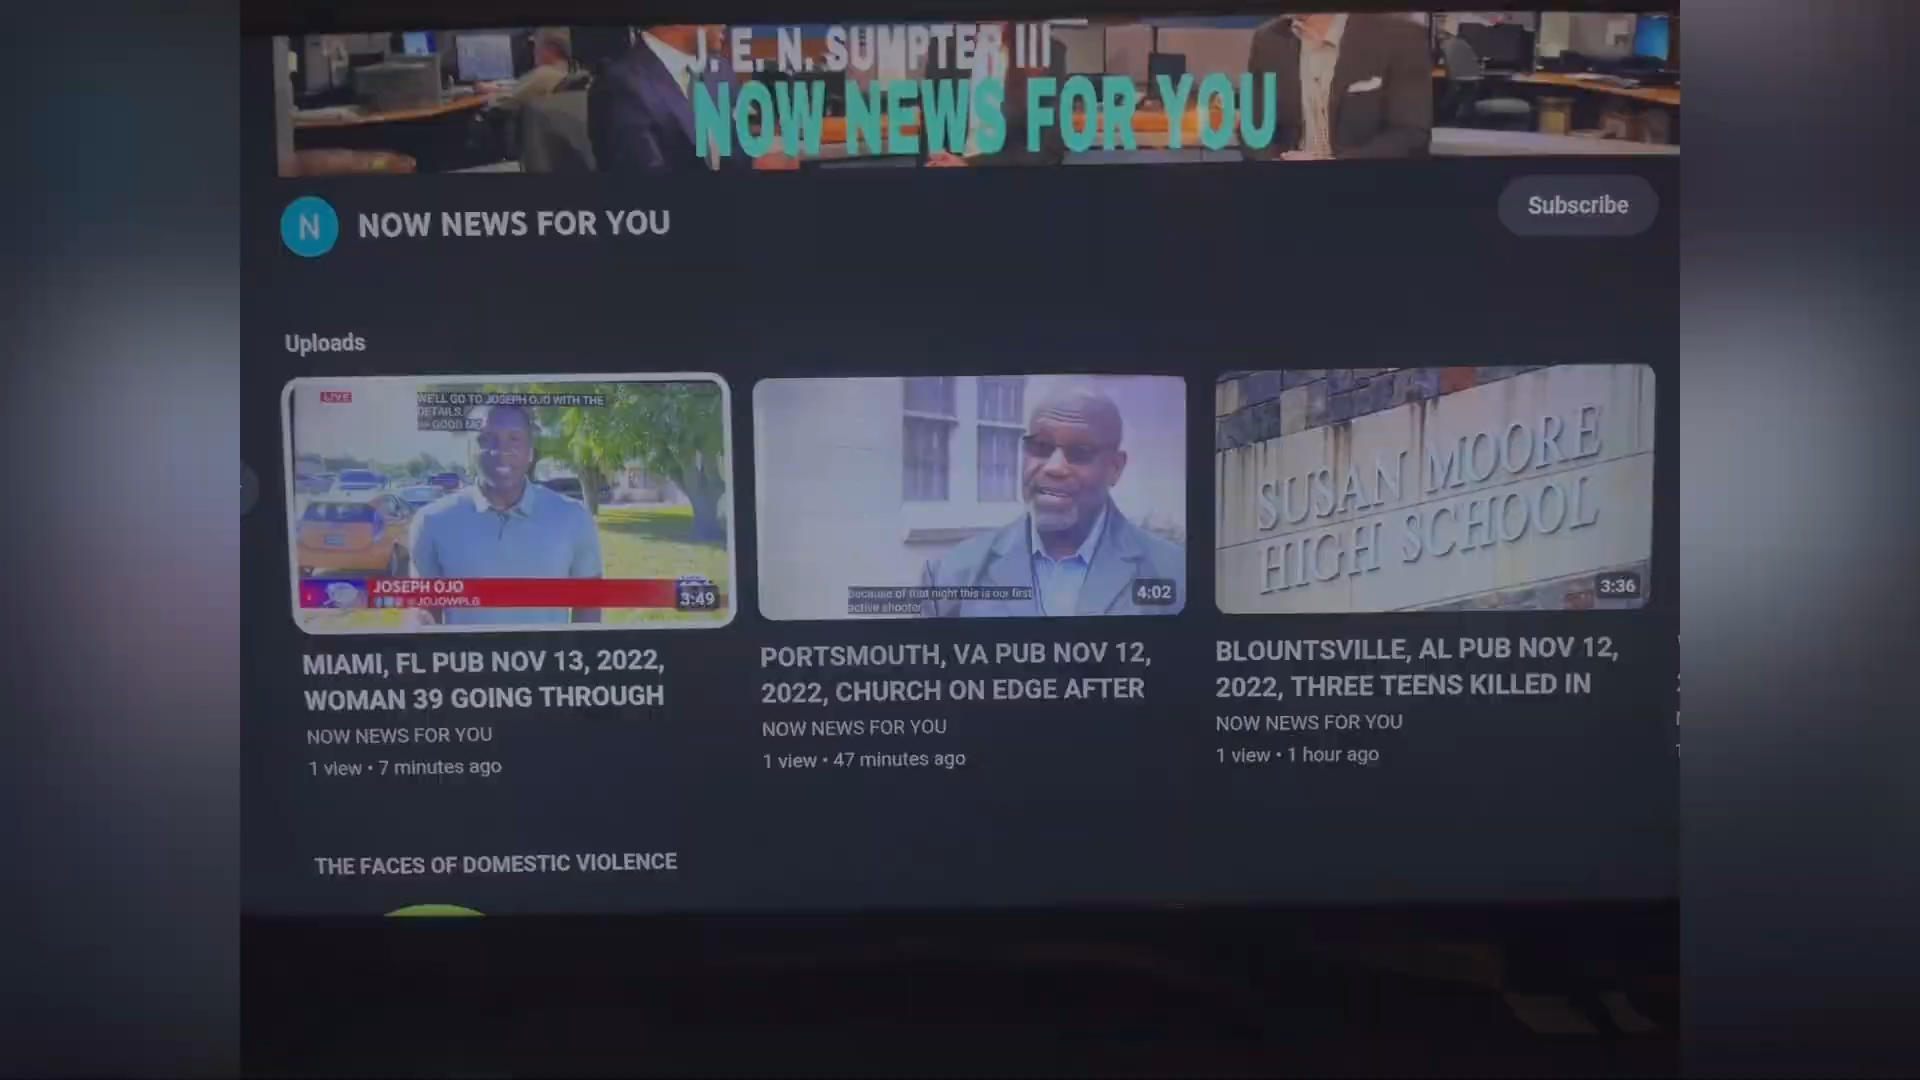 J. E. N. SUMPTER III
NOW NEWS FOR YOU
N
NOW NEWS FOR YOU
Subscribe
Uploads
LIVE
WE'LL GO TO JOSEPH OJO WITH THE
DETAILS.
>> GOOD
JOSEPH OJO
@JOJOWPLG
3:49
because of that night this is our first
active shooter
4:02
SUSAN MOORE
HIGH SCHOOL
3:36
MIAMI, FL PUB NOV 13, 2022,
WOMAN 39 GOING THROUGH
NOW NEWS FOR YOU
1 view • 7 minutes ago
PORTSMOUTH, VA PUB NOV 12,
2022, CHURCH ON EDGE AFTER
NOW NEWS FOR YOU
1 view • 47 minutes ago
BLOUNTSVILLE, AL PUB NOV 12,
2022, THREE TEENS KILLED IN
NOW NEWS FOR YOU
1 view • 1 hour ago
THE FACES OF DOMESTIC VIOLENCE